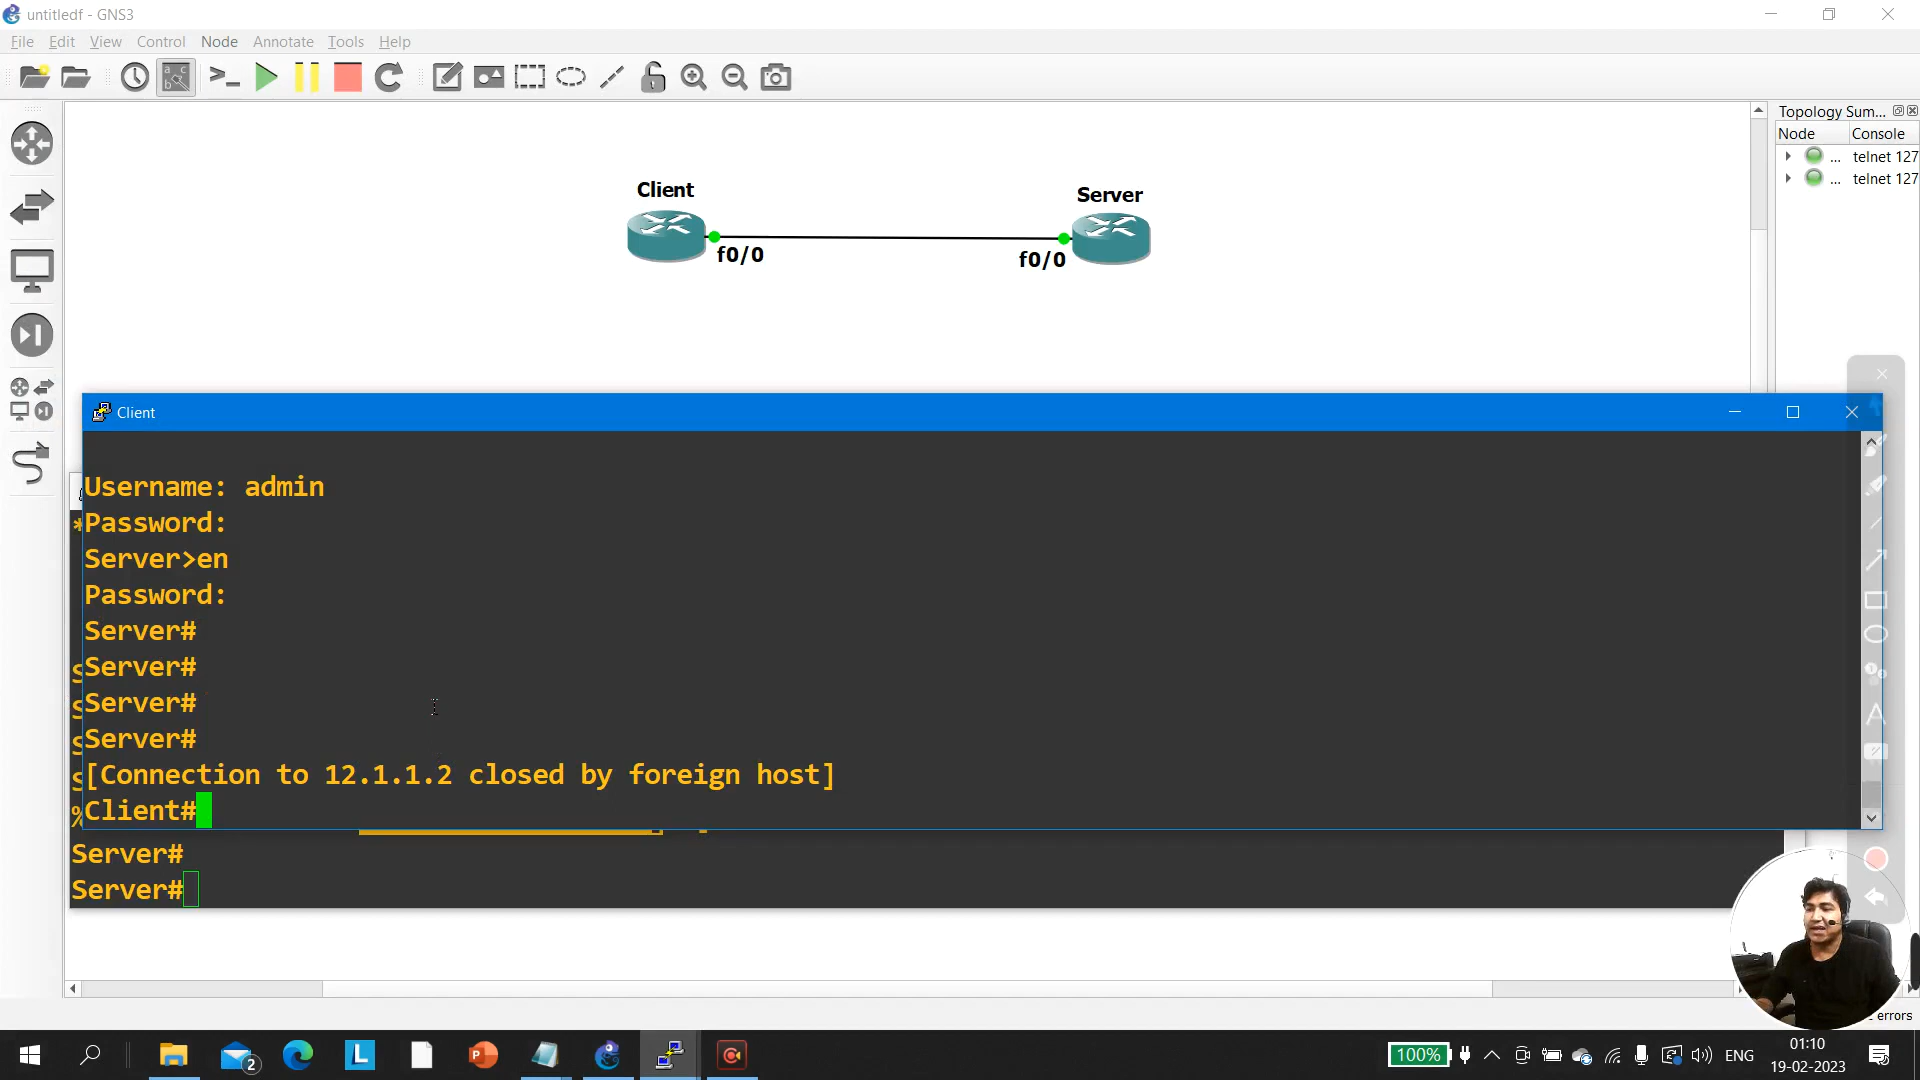 untitledf - GNS3
File Edit View Control Node Annotate Tools Help
Topology Sum...
Node Console
... telnet 127
... telnet 127
Client
Server
f0/0
f0/0
Client
Username: admin
Password:
Server>en
Password:
Server#
Server#
Server#
Server#
[Connection to 12.1.1.2 closed by foreign host]
Client#
Server#
Server#
errors
100%
ENG
01:10
19-02-2023
2